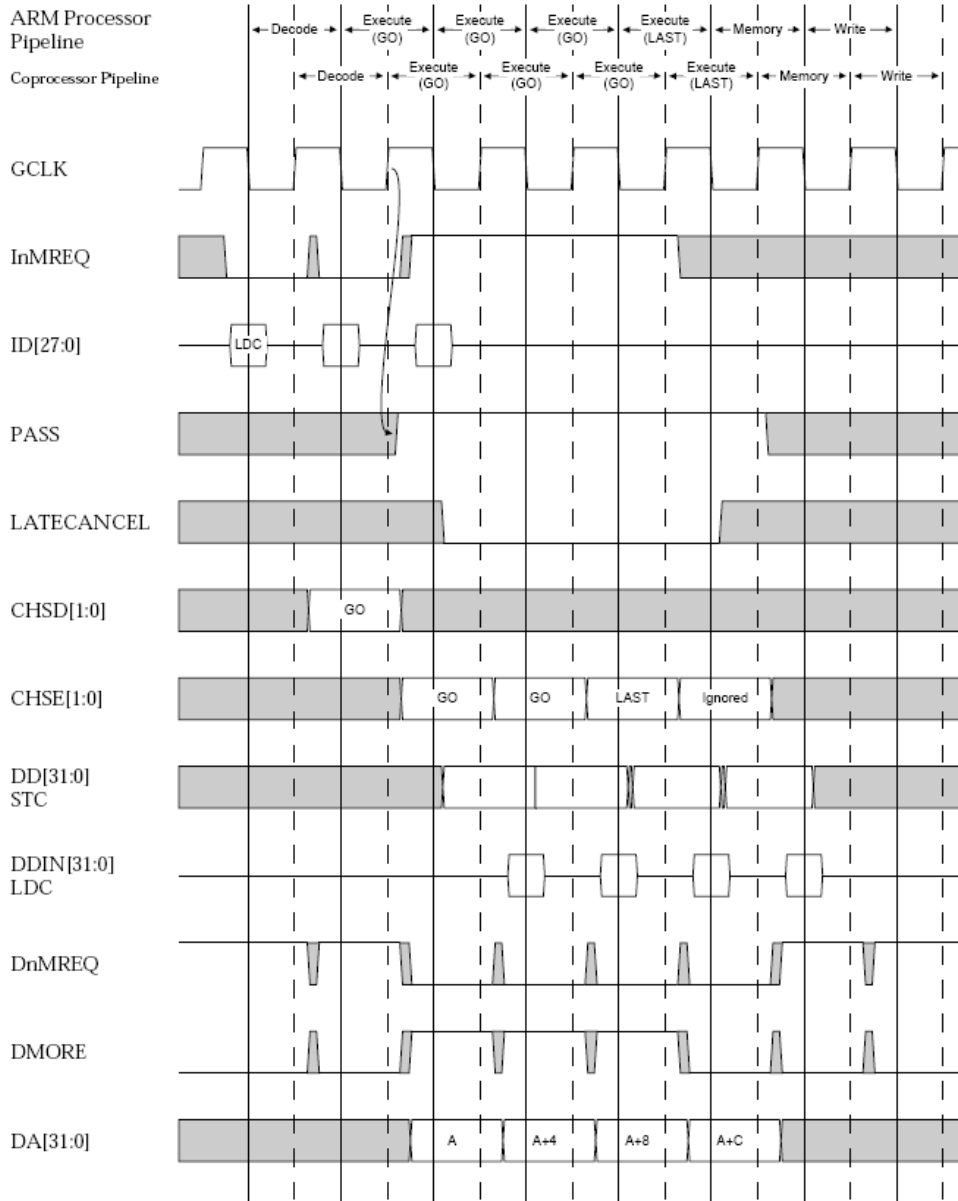 ARM Processor
Pipeline
Decode
Execute
(GO)
Execute
(GO)
Execute
(GO)
Execute
(LAST)
Memory
Write
Coprocessor Pipeline
Decode
Execute
(GO)
Execute
(GO)
Execute
(GO)
Execute
(LAST)
Memory
Write
GCLK
InMREQ
ID[27:0]
LDC
PASS
LATECANCEL
CHSD[1:0]
GO
CHSE[1:0]
GO
GO
LAST
Ignored
DD[31:0]
STC
DDIN[31:0]
LDC
DnMREQ
DMORE
DA[31:0]
A
A+4
A+8
A+C